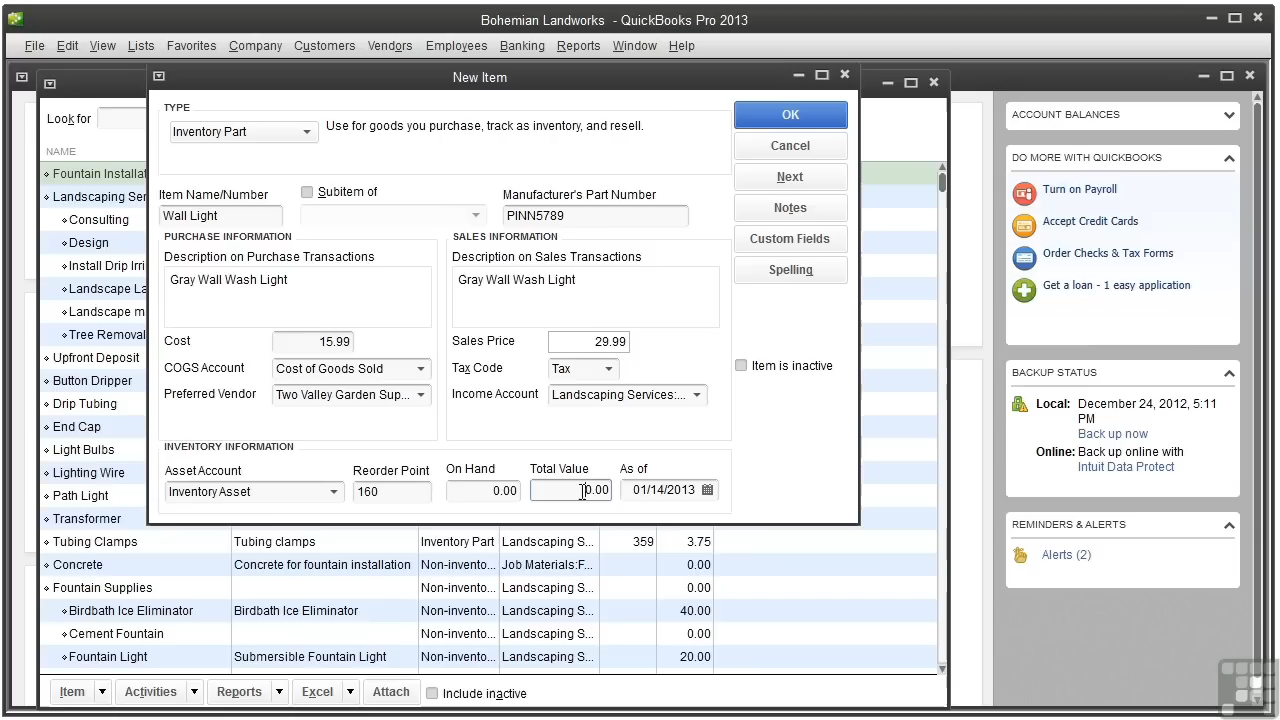 Bohemian Landworks - QuickBooks Pro 2013
File Edit View Lists Favorites Company Customers Vendors Employees Banking Reports Window Help
New Item
Look for
NAME
Fountain Installat
Landscaping Ser
Consulting
Design
Install Drip Irri
Landscape La
Landscape m
Tree Removal
Upfront Deposit
Button Dripper
Drip Tubing
End Cap
Light Bulbs
Lighting Wire
Path Light
Transformer
TYPE
Inventory Part
Use for goods you purchase, track as inventory, and resell.
OK
Cancel
Next
Notes
Custom Fields
Spelling
Item Name/Number
Subitem of
Manufacturer's Part Number
Wall Light
PINN5789
PURCHASE INFORMATION
Description on Purchase Transactions
Gray Wall Wash Light
Cost 15.99
COGS Account Cost of Goods Sold
Preferred Vendor Two Valley Garden Sup...
SALES INFORMATION
Description on Sales Transactions
Gray Wall Wash Light
Sales Price 29.99
Tax Code Tax
Income Account Landscaping Services:...
Item is inactive
INVENTORY INFORMATION
Asset Account Reorder Point On Hand Total Value As of
Inventory Asset 160 0.00 0.00 01/14/2013
Tubing Clamps Tubing clamps Inventory Part Landscaping S... 359 3.75
Concrete Concrete for fountain installation Non-invento... Job Materials:F... 0.00
Fountain Supplies Non-invento... Landscaping S... 0.00
Birdbath Ice Eliminator Birdbath Ice Eliminator Non-invento... Landscaping S... 40.00
Cement Fountain Non-invento... Landscaping S... 0.00
Fountain Light Submersible Fountain Light Non-invento... Landscaping S... 20.00
Item Activities Reports Excel Attach Include inactive
ACCOUNT BALANCES
DO MORE WITH QUICKBOOKS
Turn on Payroll
Accept Credit Cards
Order Checks & Tax Forms
Get a loan - 1 easy application
BACKUP STATUS
Local: December 24, 2012, 5:11
PM
Back up now
Online: Back up online with
Intuit Data Protect
REMINDERS & ALERTS
Alerts (2)